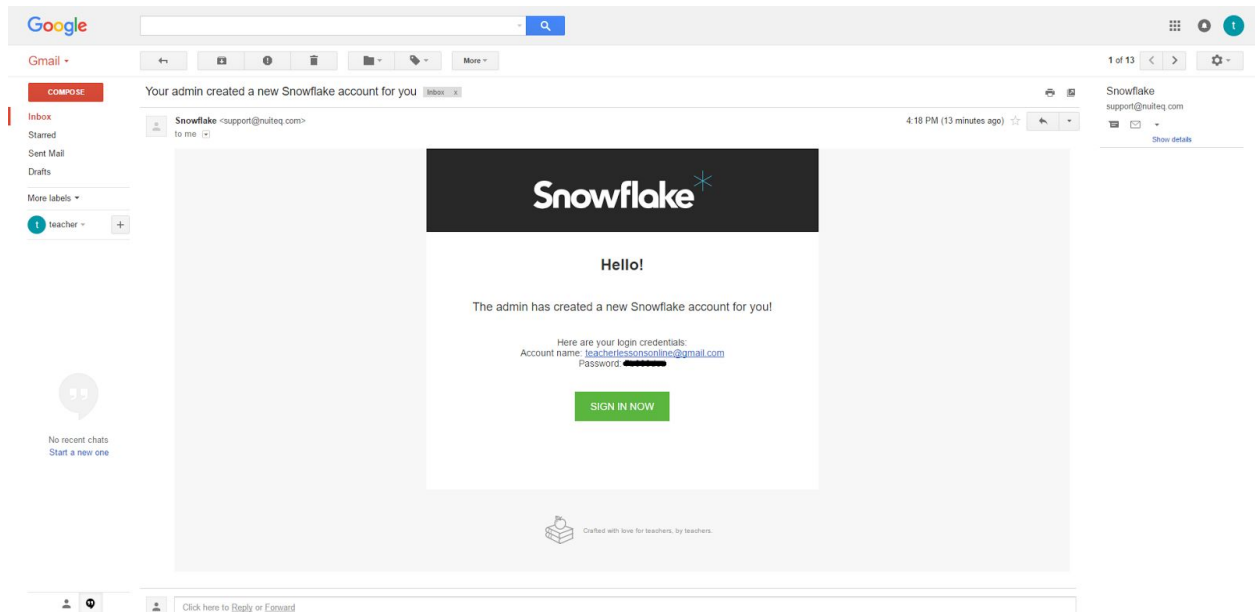 Google
t
Gmail
More
1 of 13
COMPOSE
Inbox
Starred
Sent Mail
Drafts
More labels
t teacher
+
No recent chats
Start a new one
Your admin created a new Snowflake account for you Inbox x
Snowflake <support@nuiteq.com>
to me
4:18 PM (13 minutes ago)
Snowflake
Hello!
The admin has created a new Snowflake account for you!
Here are your login credentials:
Account name: teacherlessonsonline@gmail.com
Password:
SIGN IN NOW
Crafted with love for teachers, by teachers.
Click here to Reply or Forward
Snowflake
support@nuiteq.com
Show details